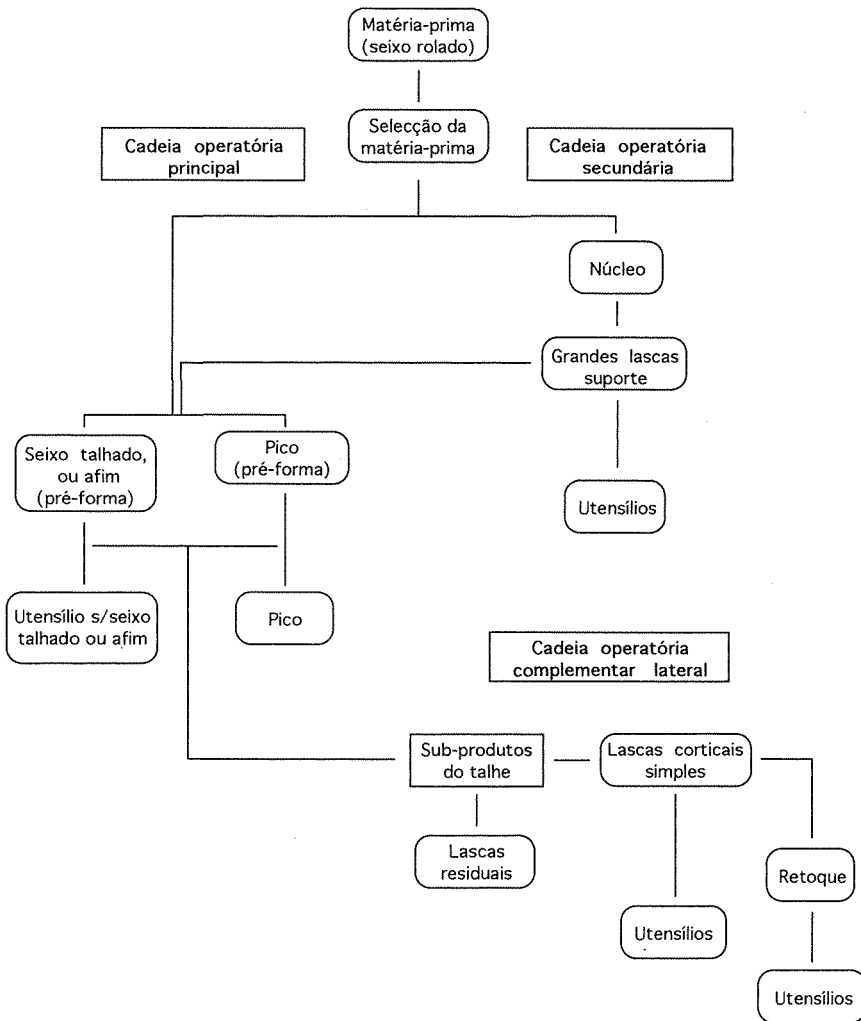 Matéria-prima
(seixo rolado)
Selecção da
matéria-prima
Cadeia operatória
principal
Cadeia operatória
secundária
Núcleo
Grandes lascas
suporte
Seixo talhado,
ou afim
(pré-forma)
Pico
(pré-forma)
Utensílios
Utensílio s/seixo
talhado ou afim
Pico
Cadeia operatória
complementar lateral
Sub-produtos
do talhe
Lascas corticais
simples
Lascas
residuais
Retoque
Utensílios
Utensílios